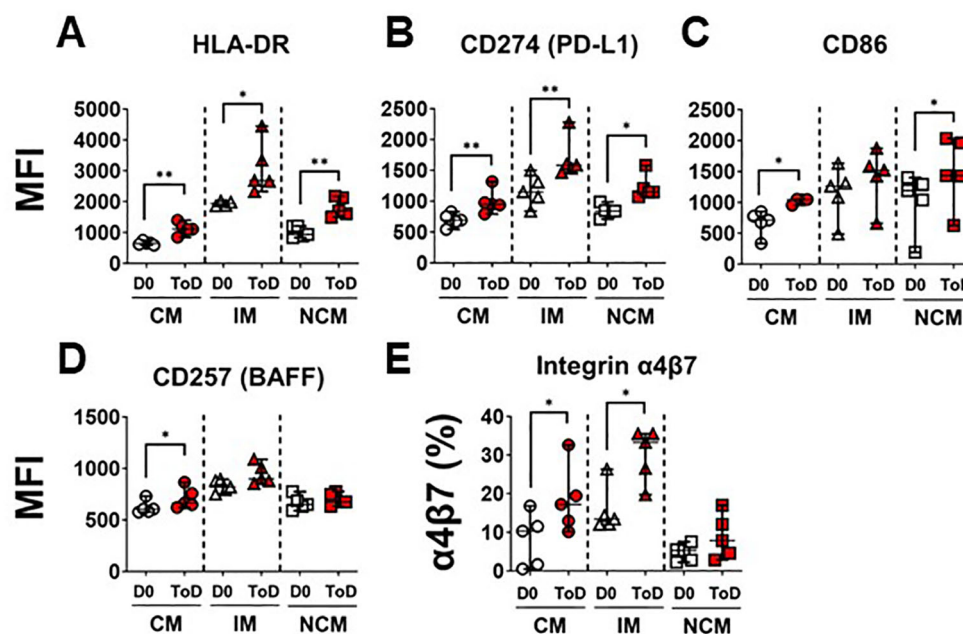 A
HLA-DR
MFI
5000
4000
3000
2000
1000
0
**
*
**
D0 ToD D0 ToD D0 ToD
CM IM NCM
B
CD274 (PD-L1)
2500
2000
1500
1000
500
0
**
**
*
D0 ToD D0 ToD D0 ToD
CM IM NCM
C
CD86
2500
2000
1500
1000
500
0
*
*
D0 ToD D0 ToD D0 ToD
CM IM NCM
D
CD257 (BAFF)
MFI
1500
1000
500
0
*
D0 ToD D0 ToD D0 ToD
CM IM NCM
E
Integrin α4β7
α4β7 (%)
40
30
20
10
0
*
*
D0 ToD D0 ToD D0 ToD
CM IM NCM